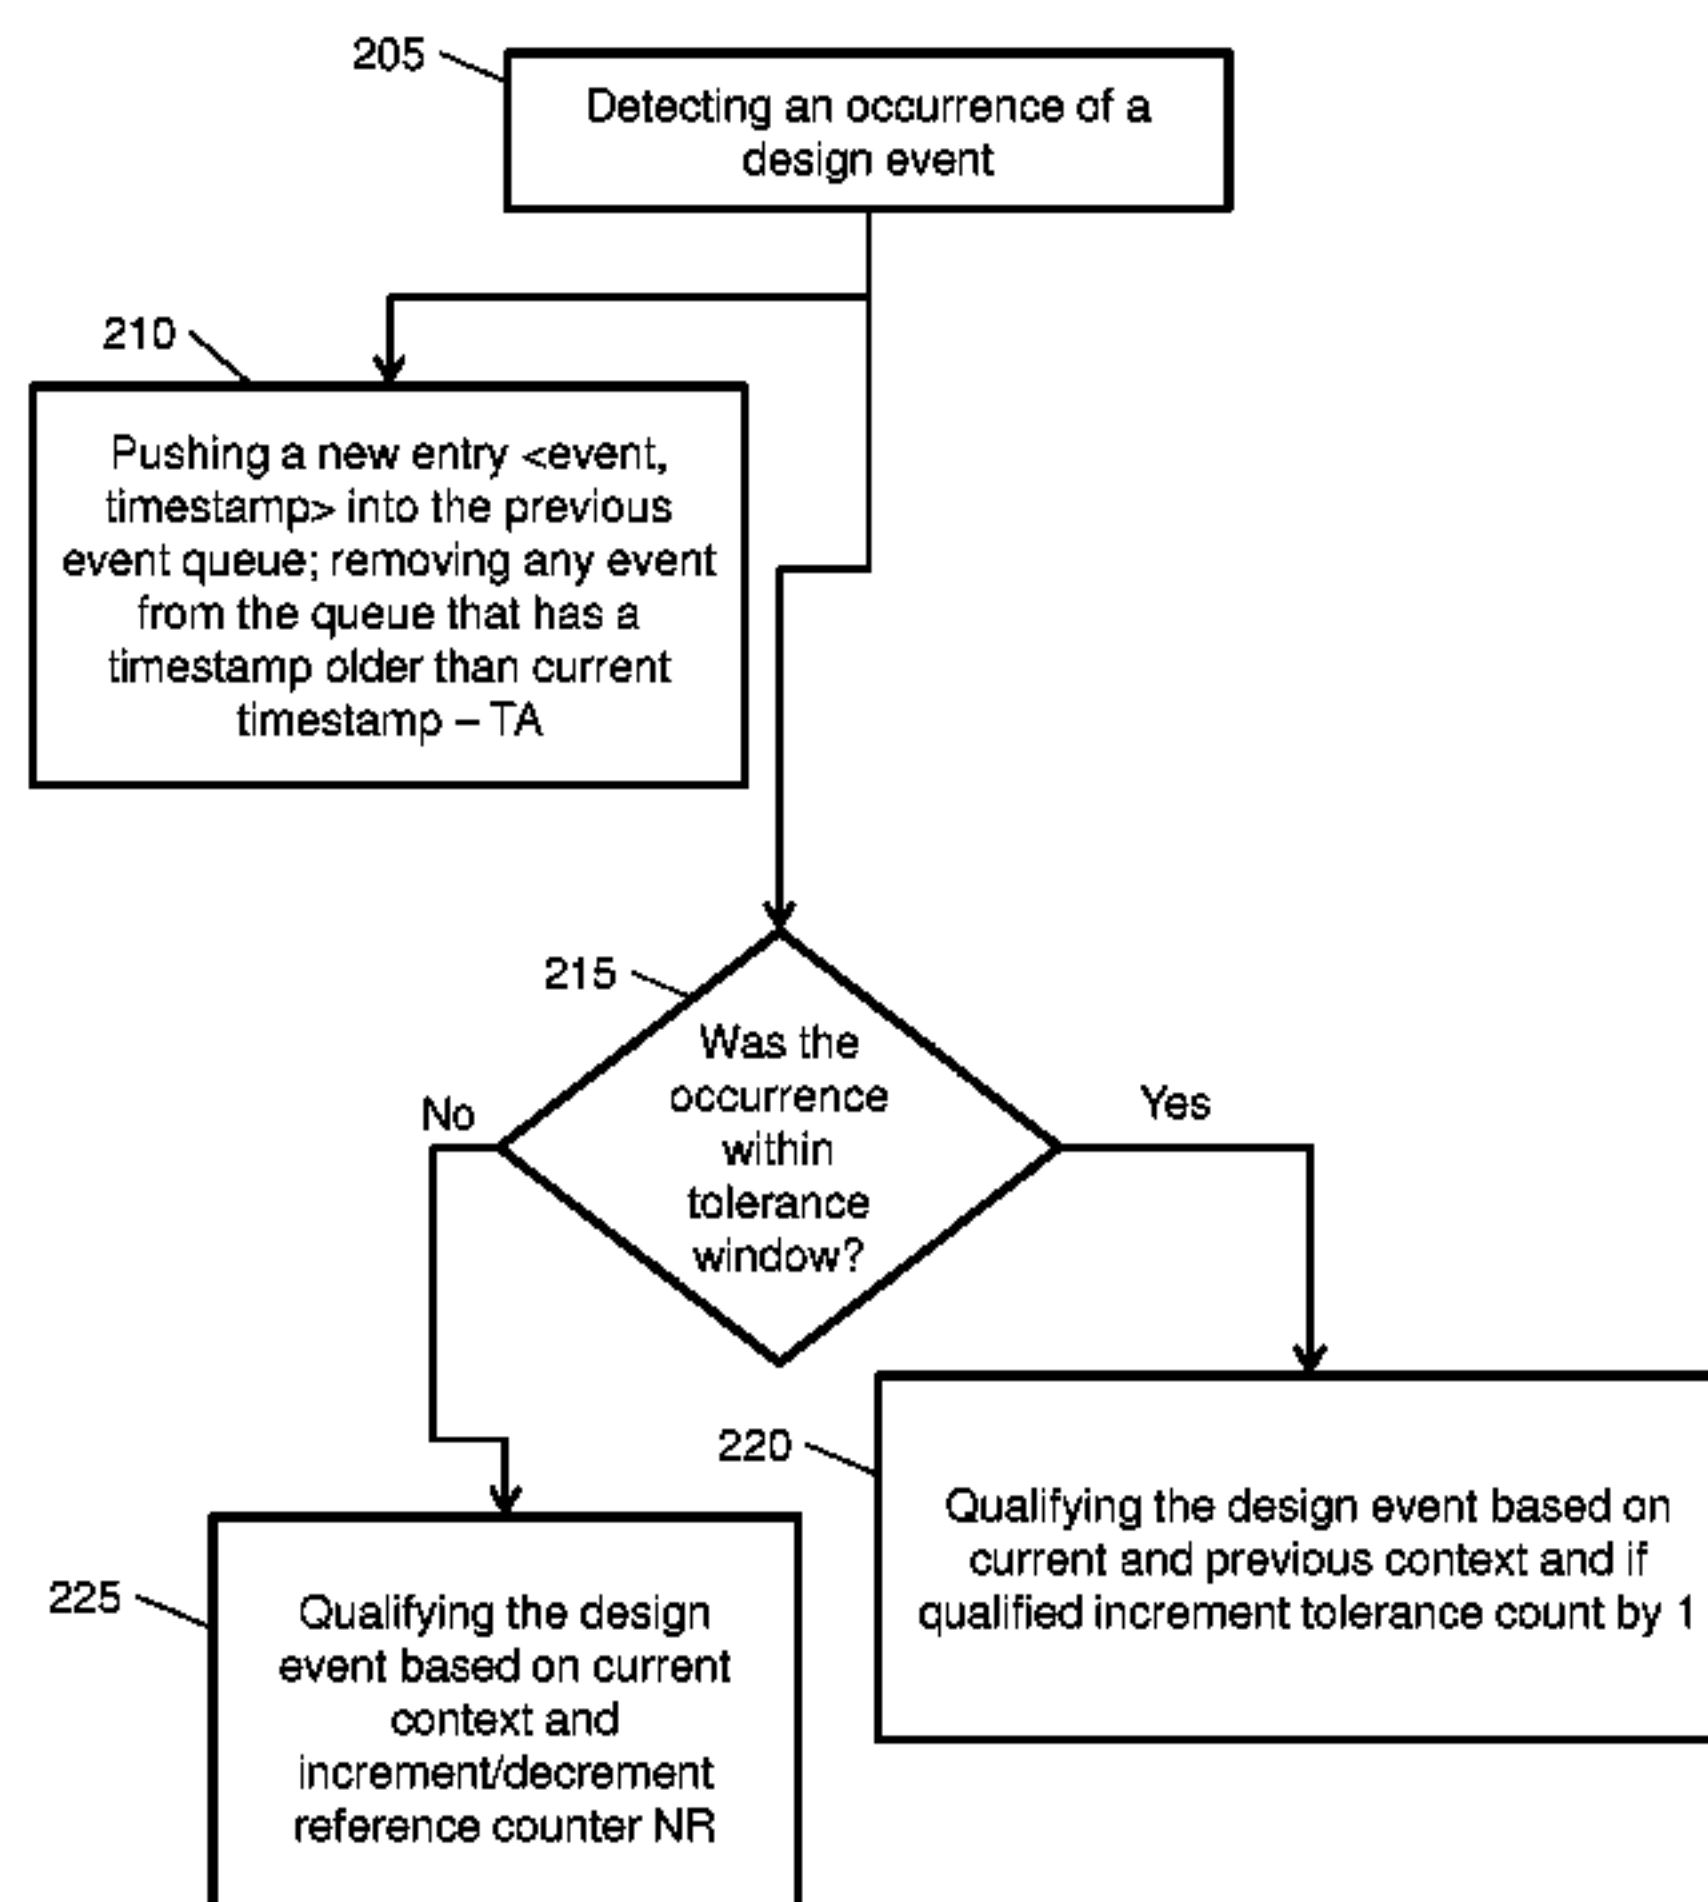 205
Detecting an occurrence of a
design event
210
Pushing a new entry <event,
timestamp> into the previous
event queue; removing any event
from the queue that has a
timestamp older than current
timestamp – TA
215
Was the
occurrence
within
tolerance
window?
No
Yes
220
Qualifying the design event based on
current and previous context and if
qualified increment tolerance count by 1
225
Qualifying the design
event based on current
context and
increment/decrement
reference counter NR